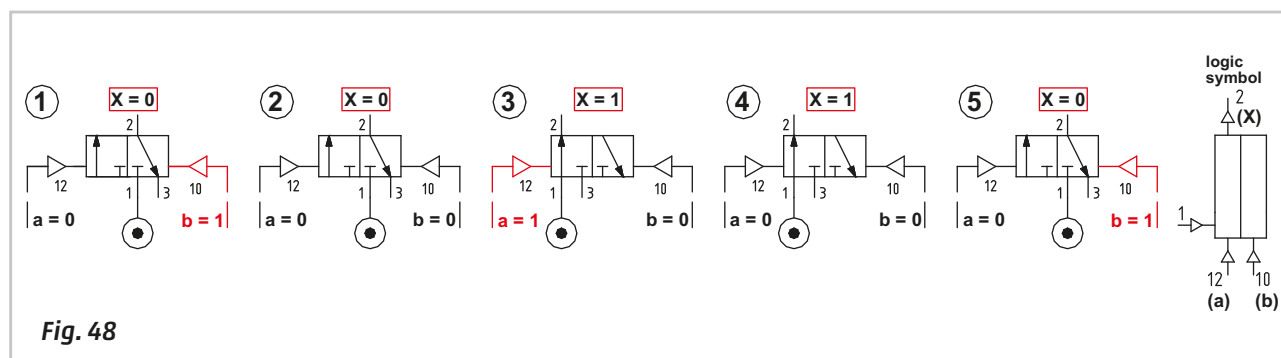 1
X = 0
2
12
1
3
10
a = 0
b = 1
2
X = 0
2
12
1
3
10
a = 0
b = 0
3
X = 1
2
12
1
3
10
a = 1
b = 0
4
X = 1
2
12
1
3
10
a = 0
b = 0
5
X = 0
2
12
1
3
10
a = 0
b = 1
logic
symbol
2
(X)
1
12
10
(a)
(b)
Fig. 48